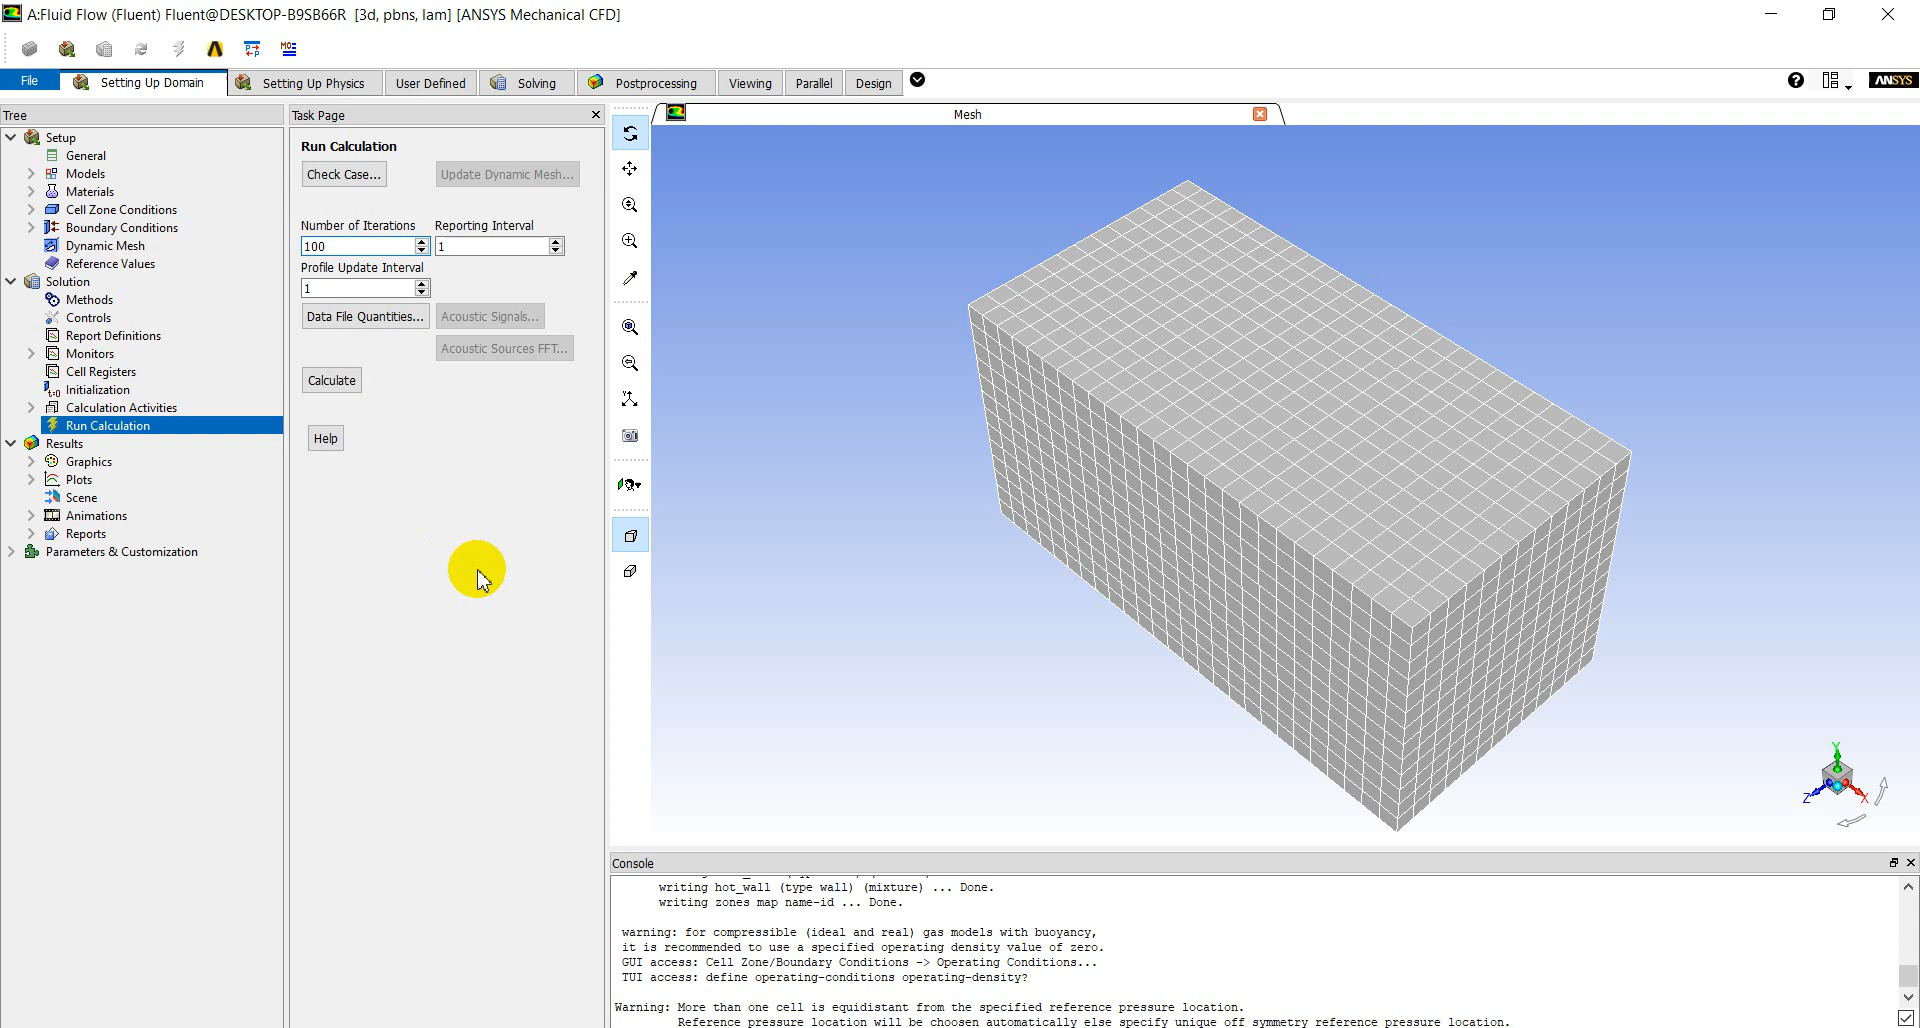 A:Fluid Flow (Fluent) Fluent@DESKTOP-B9SB66R [3d, pbns, lam] [ANSYS Mechanical CFD]
File
Setting Up Domain
Setting Up Physics
User Defined
Solving
Postprocessing
Viewing
Parallel
Design
ANSYS
Tree
Setup
General
Models
Materials
Cell Zone Conditions
Boundary Conditions
Dynamic Mesh
Reference Values
Solution
Methods
Controls
Report Definitions
Monitors
Cell Registers
Initialization
Calculation Activities
Run Calculation
Results
Graphics
Plots
Scene
Animations
Reports
Parameters & Customization
Task Page
Run Calculation
Check Case...
Update Dynamic Mesh...
Number of Iterations
Reporting Interval
100
1
Profile Update Interval
1
Data File Quantities...
Acoustic Signals...
Acoustic Sources FFT...
Calculate
Help
Mesh
Y
Z
X
Console
writing hot_wall (type wall) (mixture) ... Done.
writing zones map name-id ... Done.
warning: for compressible (ideal and real) gas models with buoyancy,
it is recommended to use a specified operating density value of zero.
GUI access: Cell Zone/Boundary Conditions -> Operating Conditions...
TUI access: define operating-conditions operating-density?
Warning: More than one cell is equidistant from the specified reference pressure location.
Reference pressure location will be choosen automatically else specify unique off symmetry reference pressure location.